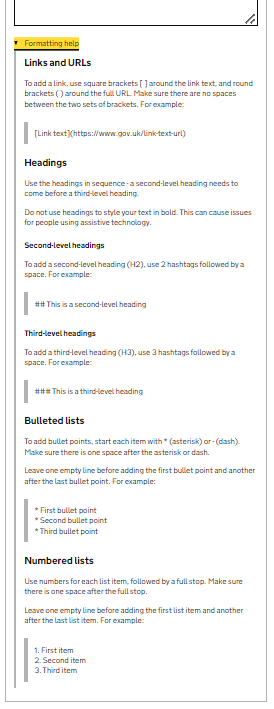 Formatting help
Links and URLs
To add a link, use square brackets [ ] around the link text, and round
brackets ( ) around the full URL. Make sure there are no spaces
between the two sets of brackets. For example:
[Link text](https://www.gov.uk/link-text-url)
Headings
Use the headings in sequence - a second-level heading needs to
come before a third-level heading.
Do not use headings to style your text in bold. This can cause issues
for people using assistive technology.
Second-level headings
To add a second-level heading (H2), use 2 hashtags followed by a
space. For example:
## This is a second-level heading
Third-level headings
To add a third-level heading (H3), use 3 hashtags followed by a
space. For example:
### This is a third-level heading
Bulleted lists
To add bullet points, start each item with * (asterisk) or - (dash).
Make sure there is one space after the asterisk or dash.
Leave one empty line before adding the first bullet point and another
after the last bullet point. For example:
* First bullet point
* Second bullet point
* Third bullet point
Numbered lists
Use numbers for each list item, followed by a full stop. Make sure
there is one space after the full stop.
Leave one empty line before adding the first list item and another
after the last list item. For example:
1. First item
2. Second item
3. Third item